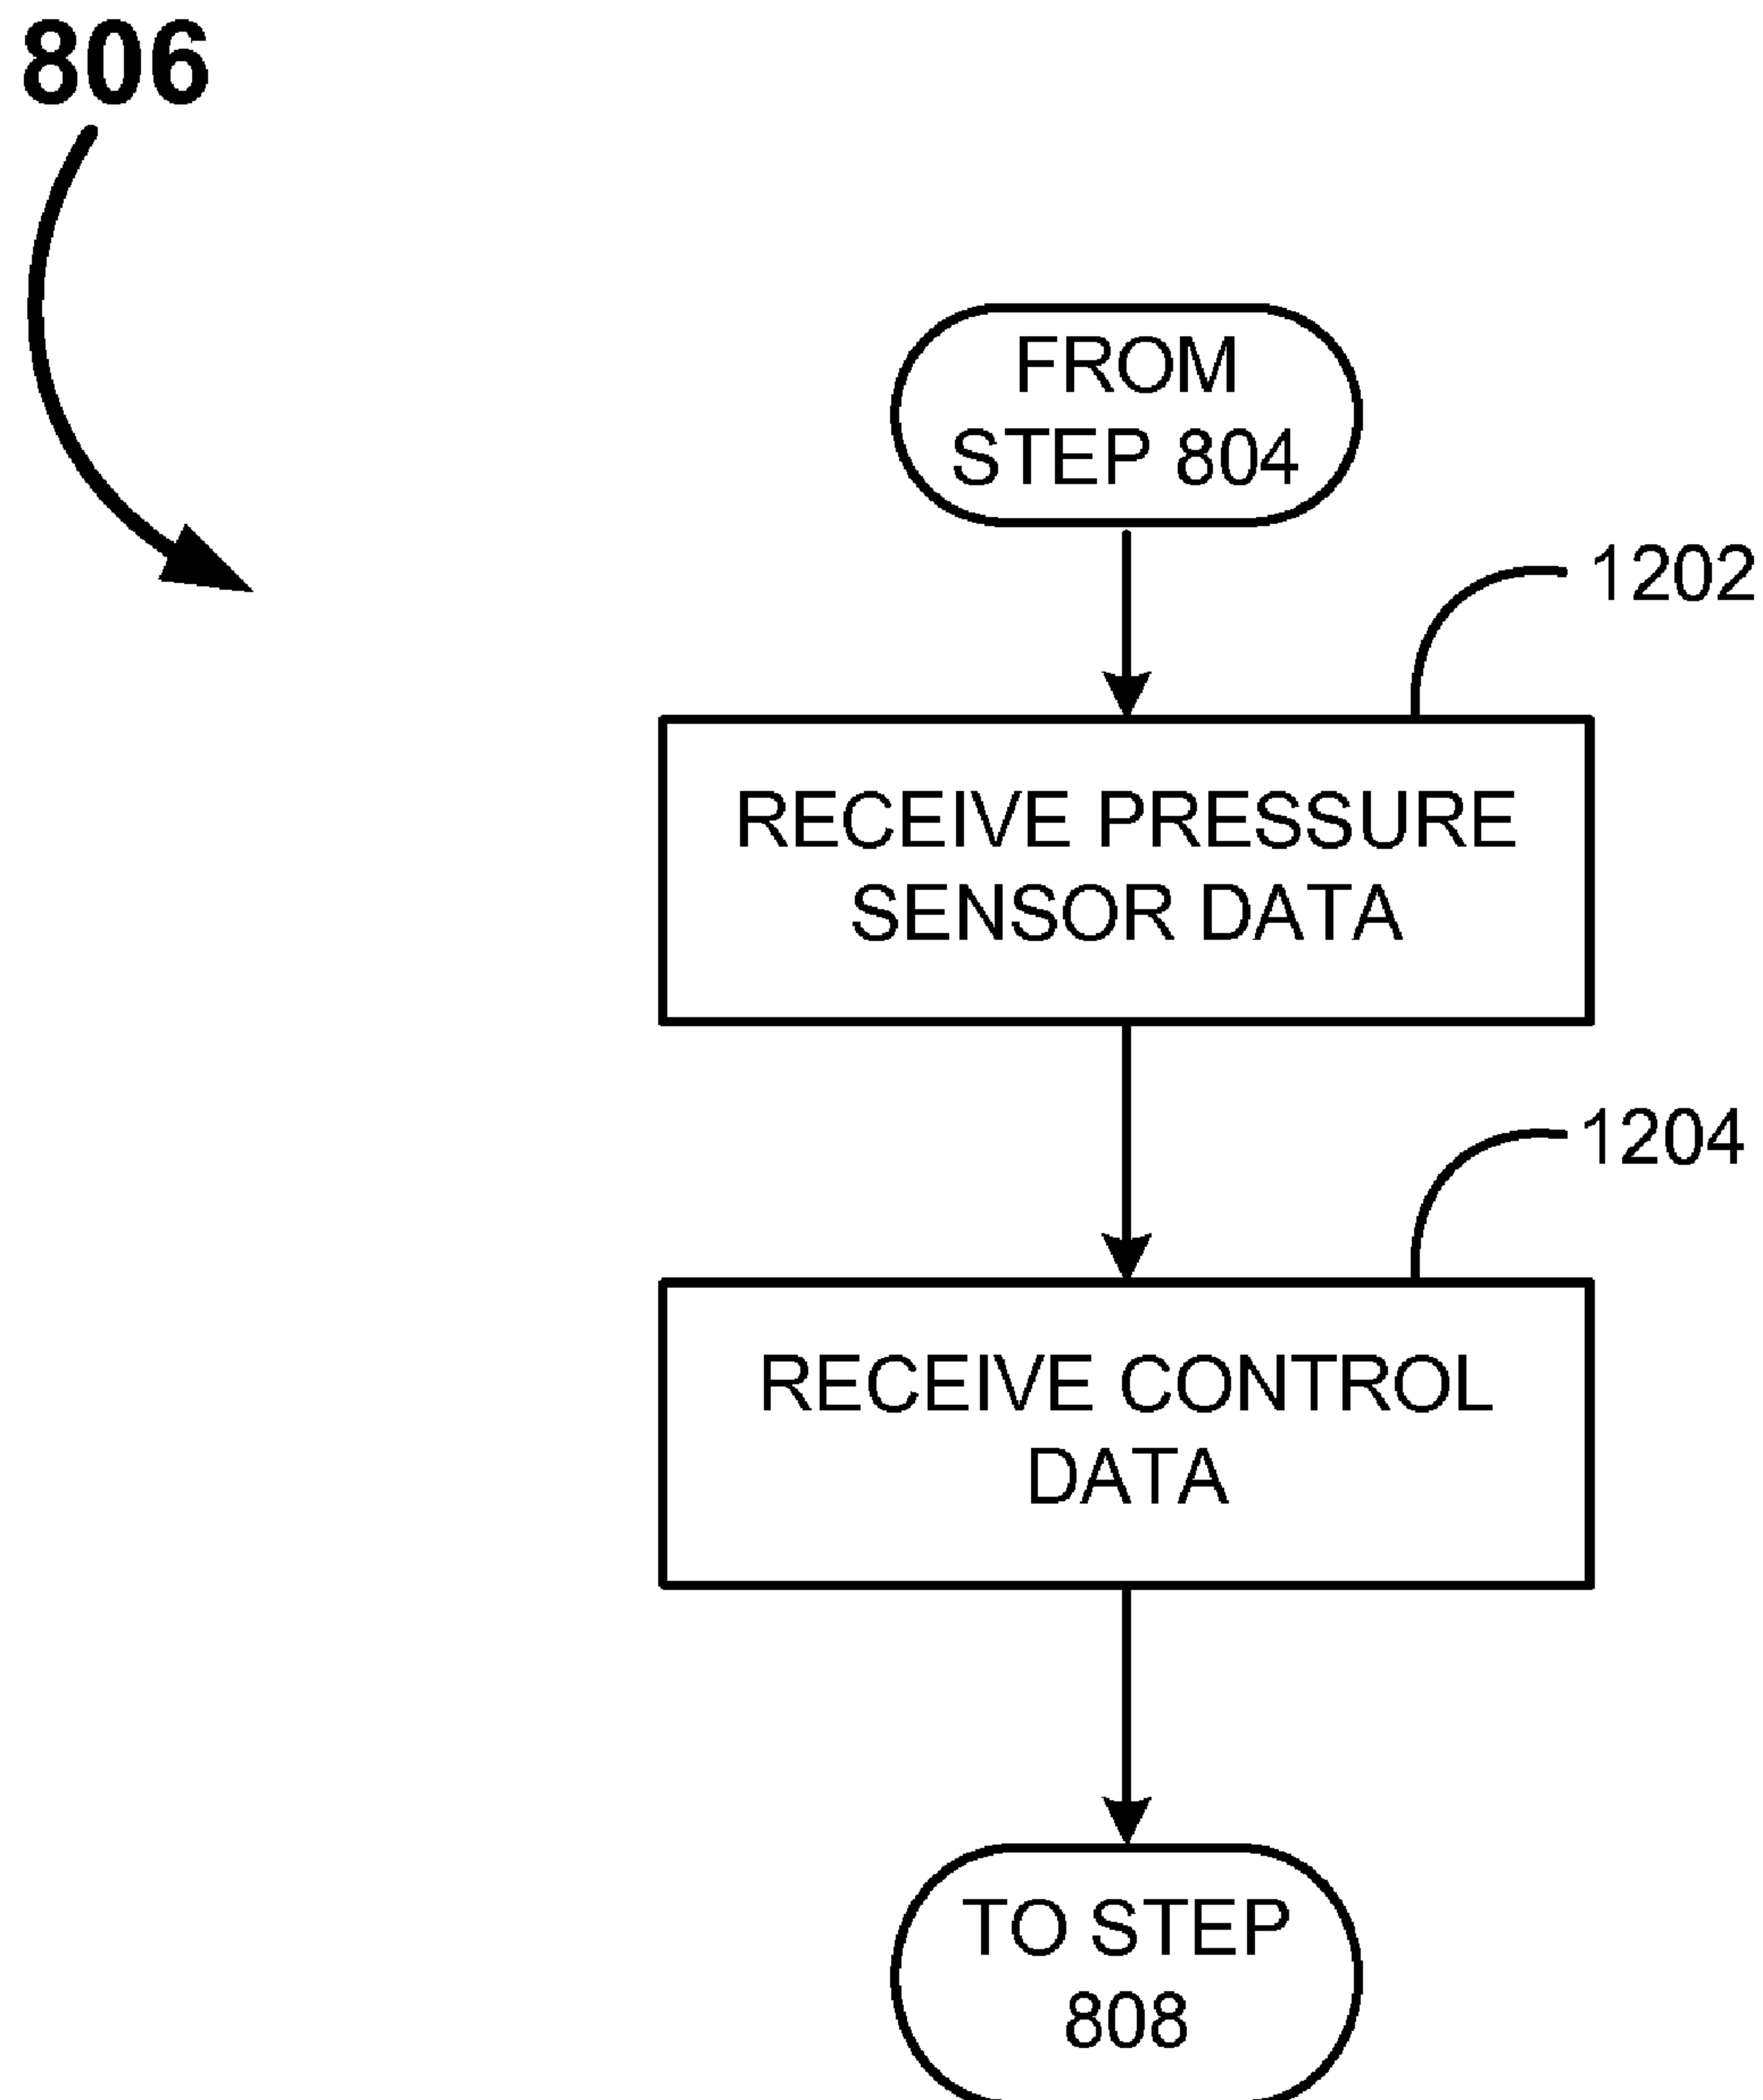 806
FROM
STEP 804
1202
RECEIVE PRESSURE
SENSOR DATA
1204
RECEIVE CONTROL
DATA
TO STEP
808